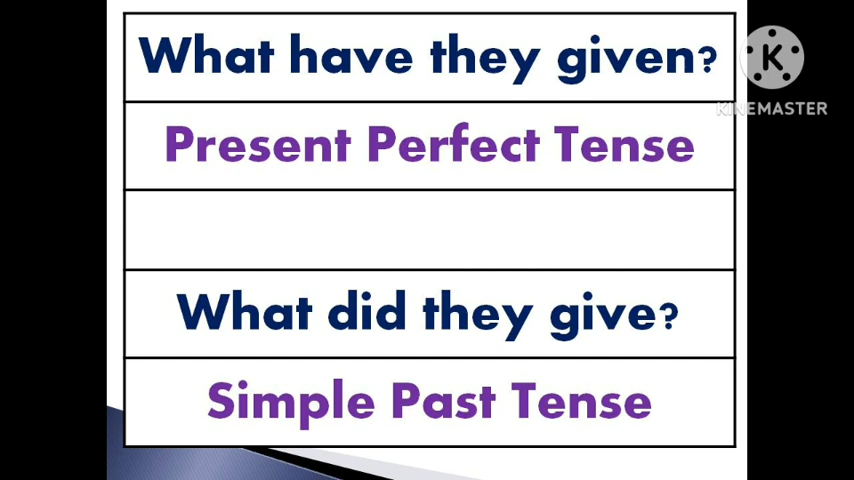 What have they given?
KINEMASTER
Present Perfect Tense
What did they give?
Simple Past Tense